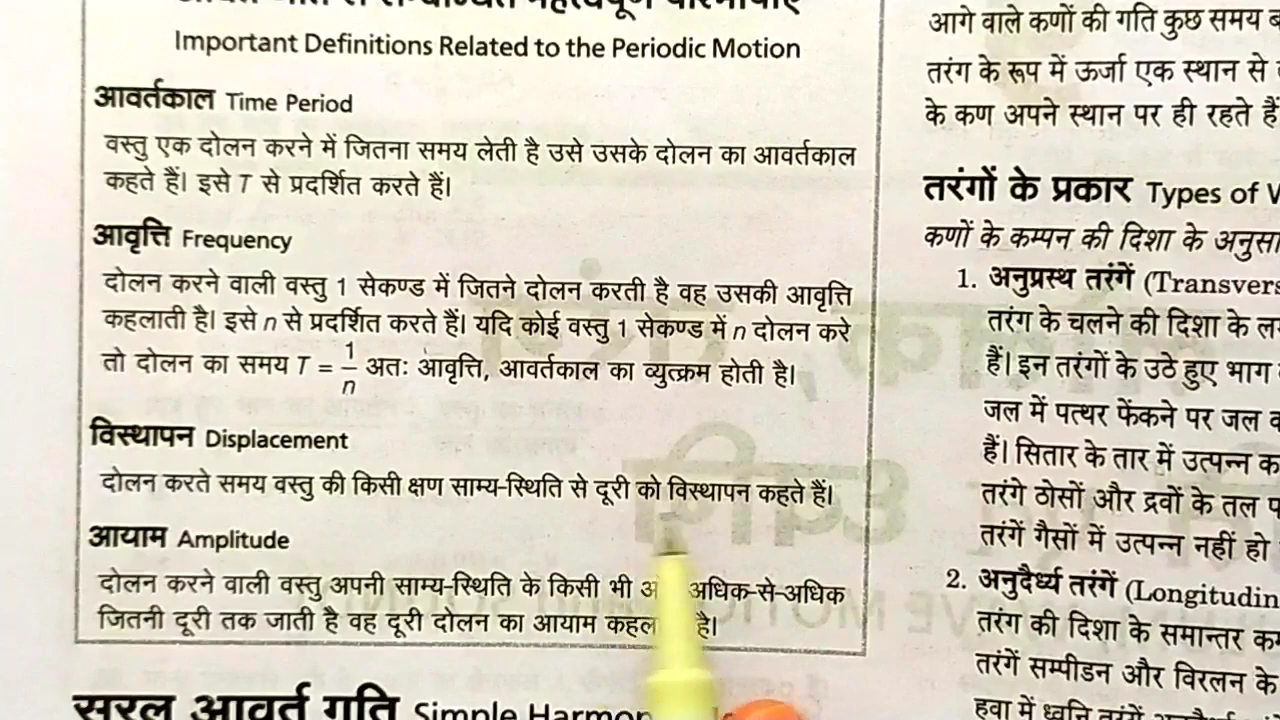 आवर्त गति से सम्बन्धित महत्वपूर्ण परिभाषाएँ
Important Definitions Related to the Periodic Motion
आवर्तकाल Time Period
वस्तु एक दोलन करने में जितना समय लेती है उसे उसके दोलन का आवर्तकाल
कहते हैं। इसे T से प्रदर्शित करते हैं।
आवृत्ति Frequency
दोलन करने वाली वस्तु 1 सेकण्ड में जितने दोलन करती है वह उसकी आवृत्ति
कहलाती है। इसे n से प्रदर्शित करते हैं। यदि कोई वस्तु 1 सेकण्ड में n दोलन करे
तो दोलन का समय T = 1/n अतः आवृत्ति, आवर्तकाल का व्युत्क्रम होती है।
विस्थापन Displacement
दोलन करते समय वस्तु की किसी क्षण साम्य-स्थिति से दूरी को विस्थापन कहते हैं।
आयाम Amplitude
दोलन करने वाली वस्तु अपनी साम्य-स्थिति के किसी भी अधिक-से-अधिक
जितनी दूरी तक जाती है वह दूरी दोलन का आयाम है।
सरल आवर्त गति Simple
आगे वाले कणों की गति कुछ समय
तरंग के रूप में ऊर्जा एक स्थान से
के कण अपने स्थान पर ही रहते हैं
तरंगों के प्रकार Types of
कणों के कम्पन की दिशा के
1. अनुप्रस्थ तरंगें
तरंग के चलने की दिशा के
हैं। इन तरंगों के उठे हुए भाग
जल में पत्थर फेंकने पर जल
हैं। सितार के तार में उत्पन्न
तरंगे ठोसों और द्रवों के तल
तरंगें गैसों में उत्पन्न नहीं हो
2. अनुदैर्ध्य तरंगें
तरंग की दिशा के समान्तर
तरंगें सम्पीडन और विरलन के
हवा में ध्वनि तरंगें